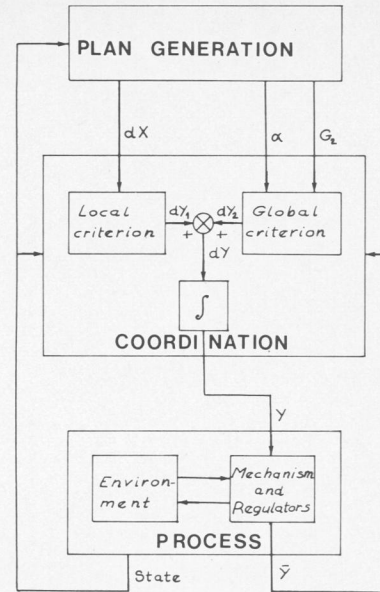 PLAN GENERATION
dX
α
G₂
Local
criterion
dY₁
dY₂
+
+
Global
criterion
dY
∫
COORDINATION
Y
Environ-
ment
Mechanism
and
Regulators
PROCESS
State
Ȳ